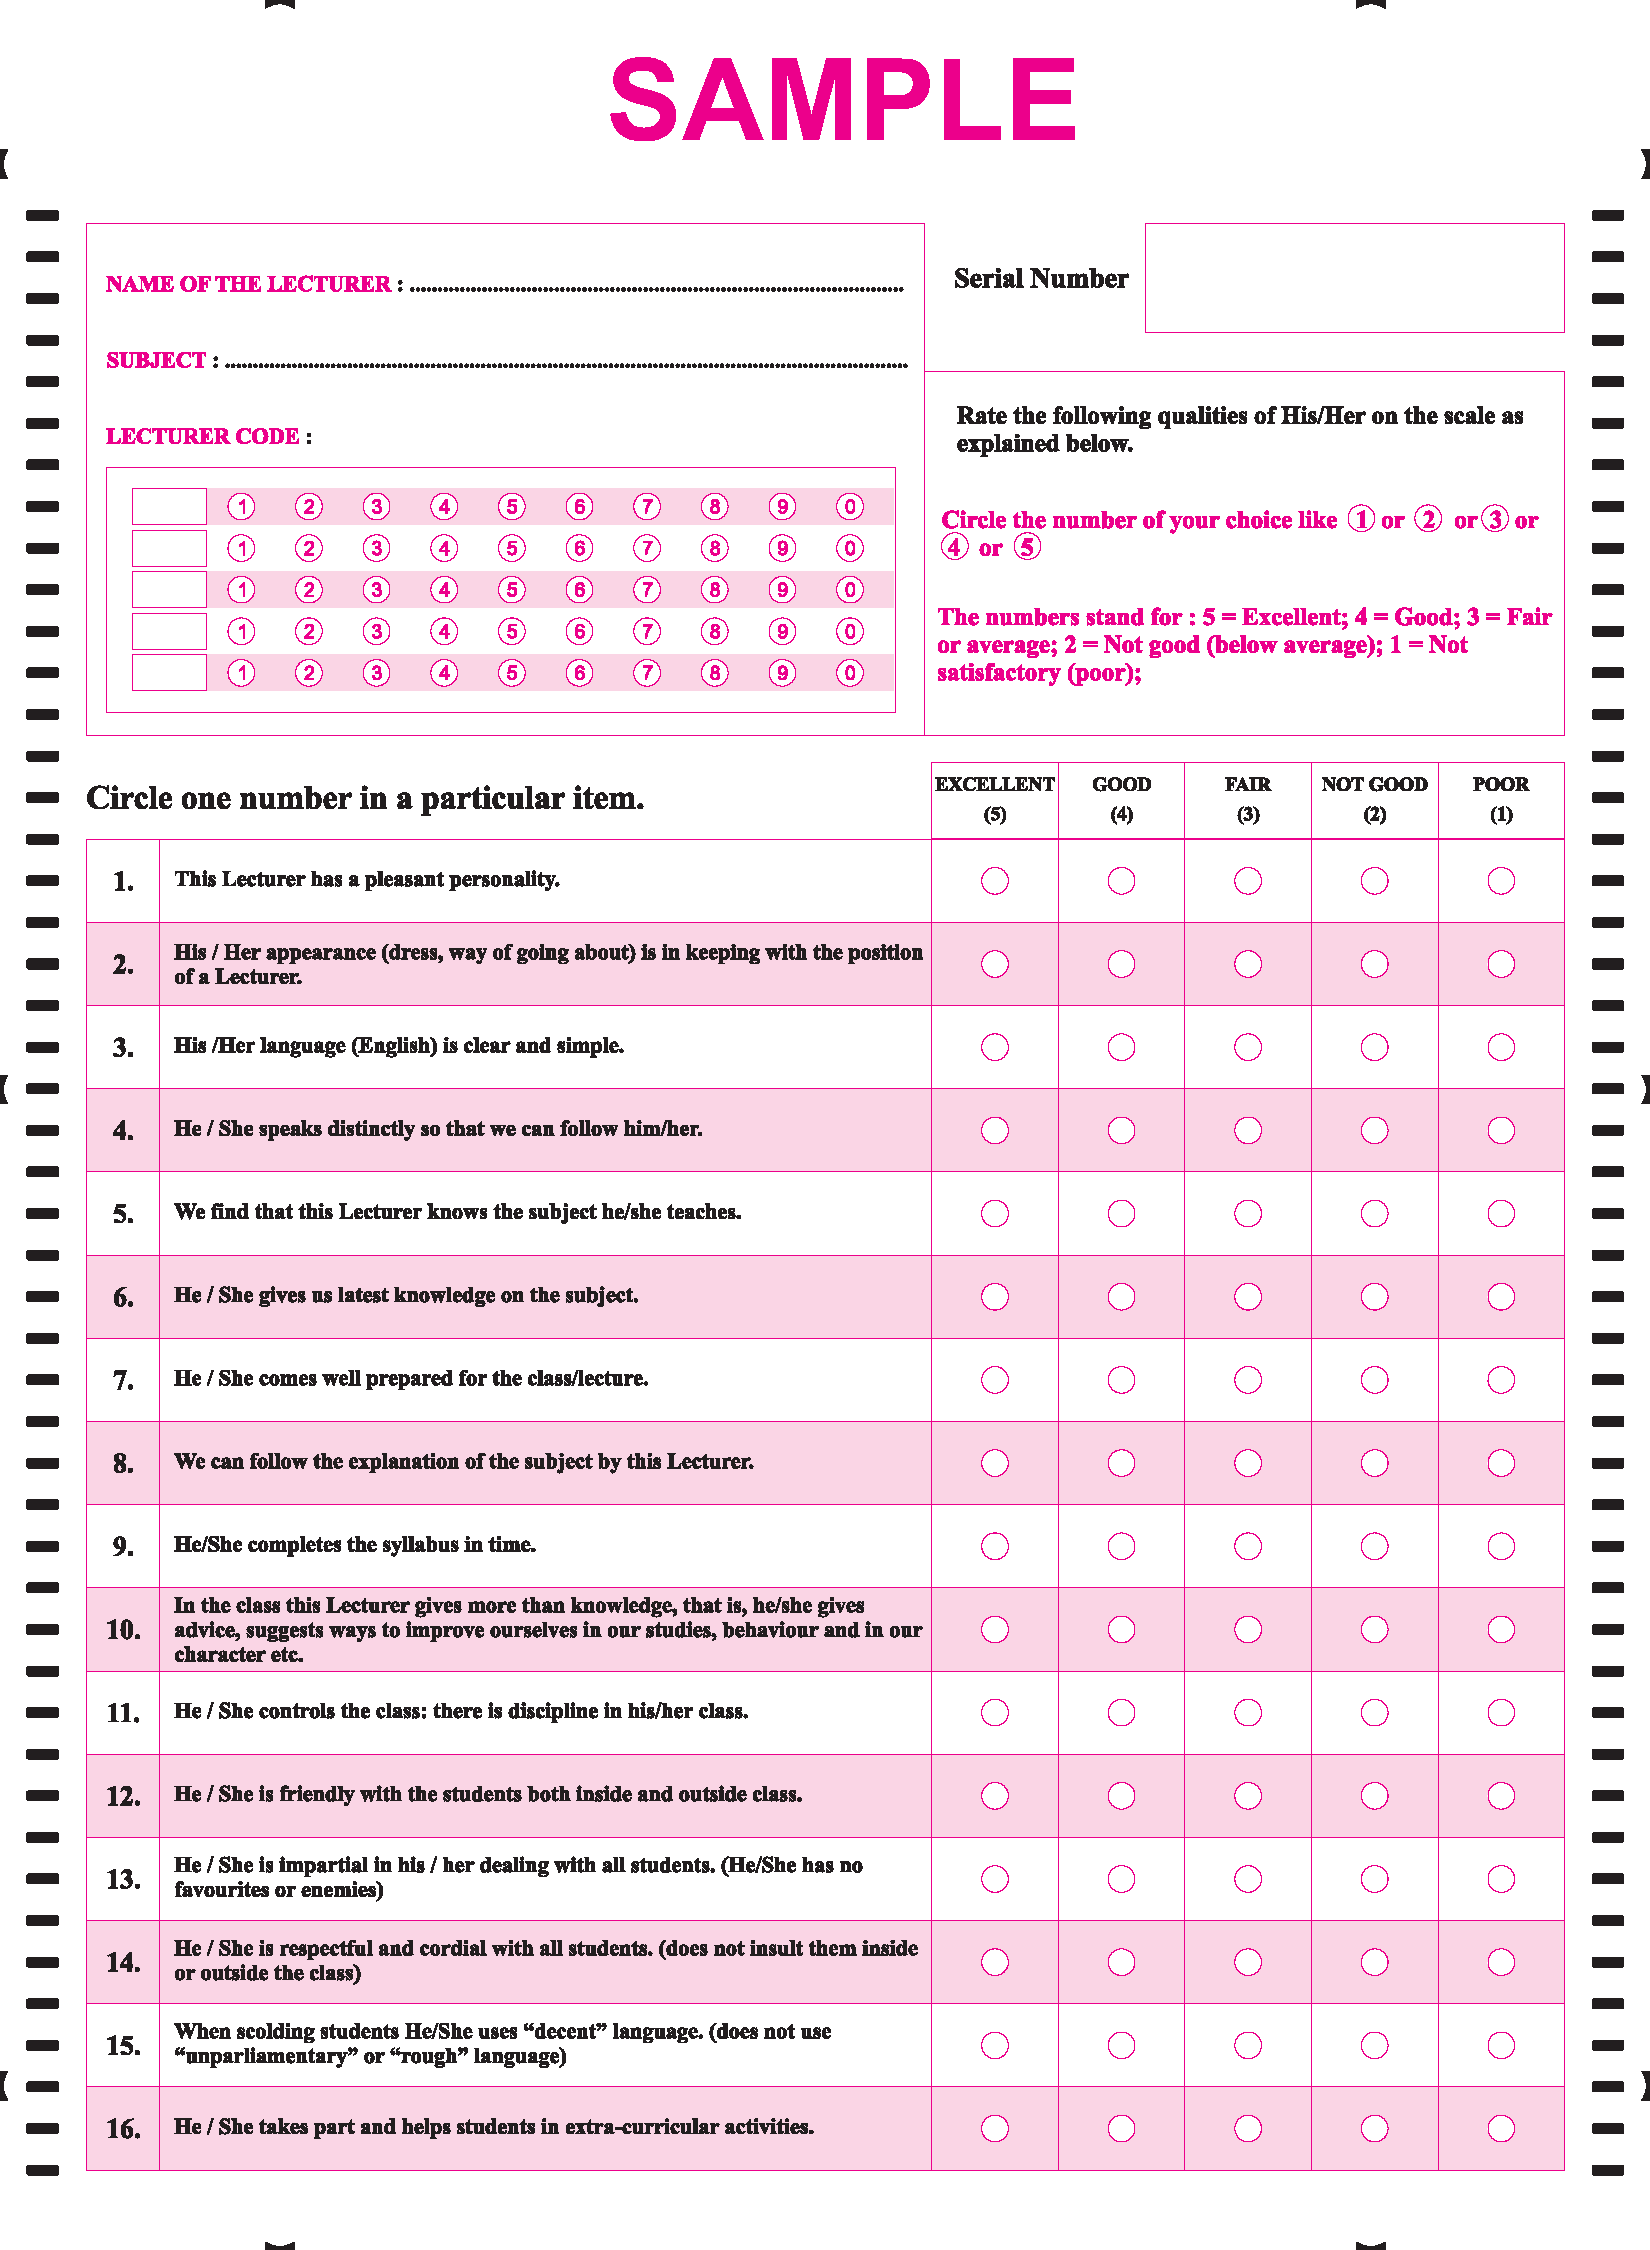 SAMPLE
NAME OF THE LECTURER : ..........................................................................................
Serial Number
SUBJECT : ............................................................................................................................
LECTURER CODE :
1 2 3 4 5 6 7 8 9 0
1 2 3 4 5 6 7 8 9 0
1 2 3 4 5 6 7 8 9 0
1 2 3 4 5 6 7 8 9 0
1 2 3 4 5 6 7 8 9 0
Rate the following qualities of His/Her on the scale as
explained below.
Circle the number of your choice like 1 or 2 or 3 or
4 or 5
The numbers stand for : 5 = Excellent; 4 = Good; 3 = Fair
or average; 2 = Not good (below average); 1 = Not
satisfactory (poor);
Circle one number in a particular item.
EXCELLENT GOOD FAIR NOT GOOD POOR
(5) (4) (3) (2) (1)
1. This Lecturer has a pleasant personality.
2. His / Her appearance (dress, way of going about) is in keeping with the position
of a Lecturer.
3. His /Her language (English) is clear and simple.
4. He / She speaks distinctly so that we can follow him/her.
5. We find that this Lecturer knows the subject he/she teaches.
6. He / She gives us latest knowledge on the subject.
7. He / She comes well prepared for the class/lecture.
8. We can follow the explanation of the subject by this Lecturer.
9. He/She completes the syllabus in time.
10. In the class this Lecturer gives more than knowledge, that is, he/she gives
advice, suggests ways to improve ourselves in our studies, behaviour and in our
character etc.
11. He / She controls the class: there is discipline in his/her class.
12. He / She is friendly with the students both inside and outside class.
13. He / She is impartial in his / her dealing with all students. (He/She has no
favourites or enemies)
14. He / She is respectful and cordial with all students. (does not insult them inside
or outside the class)
15. When scolding students He/She uses “decent” language. (does not use
“unparliamentary” or “rough” language)
16. He / She takes part and helps students in extra-curricular activities.